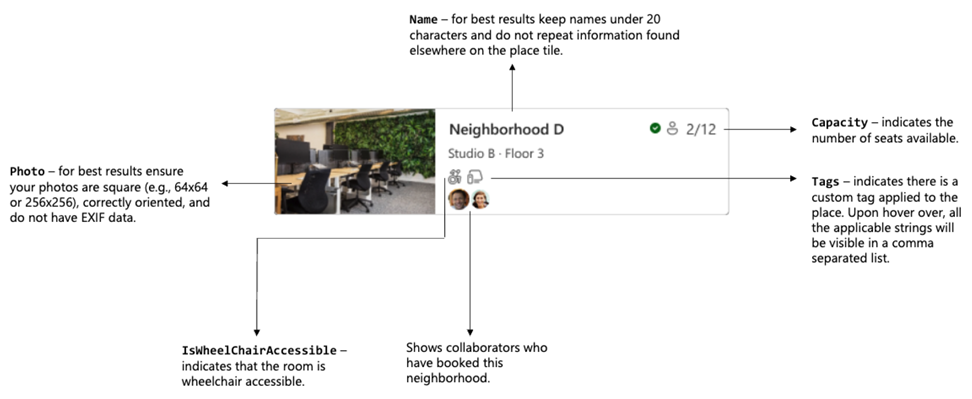 Name – for best results keep names under 20
characters and do not repeat information found
elsewhere on the place tile.
Neighborhood D
2/12
Studio B · Floor 3
Capacity – indicates the
number of seats available.
Photo – for best results ensure
your photos are square (e.g., 64x64
or 256x256), correctly oriented, and
do not have EXIF data.
Tags – indicates there is a
custom tag applied to the
place. Upon hover over, all
the applicable strings will
be visible in a comma
separated list.
IsWheelChairAccessible –
indicates that the room is
wheelchair accessible.
Shows collaborators who
have booked this
neighborhood.